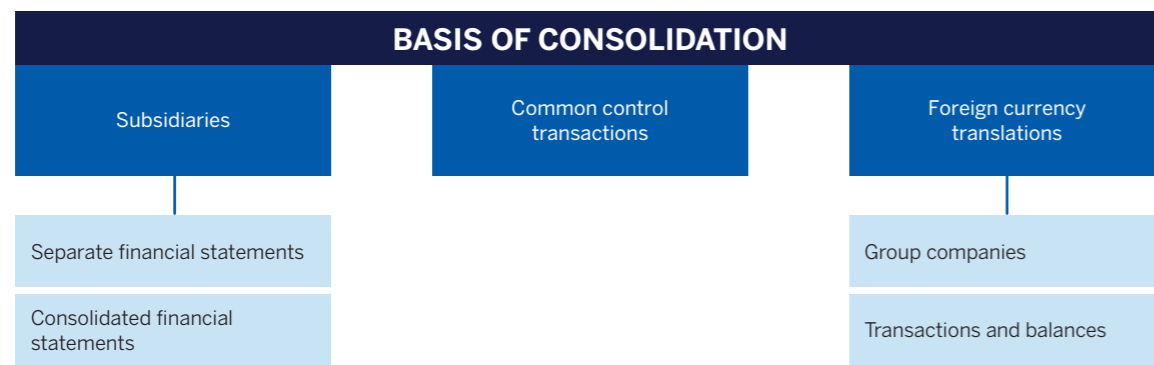 BASIS OF CONSOLIDATION
Subsidiaries
Common control
transactions
Foreign currency
translations
Separate financial statements
Consolidated financial
statements
Group companies
Transactions and balances